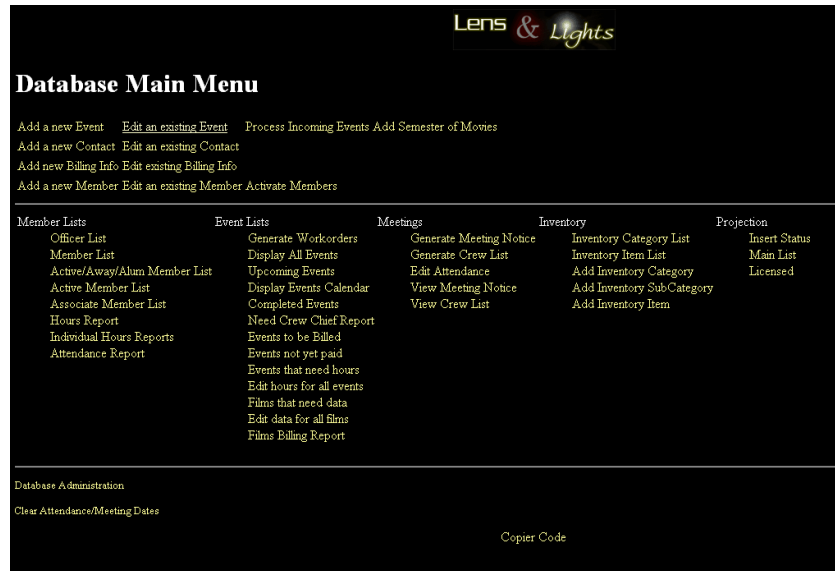 Lens & Lights
Database Main Menu
Add a new Event Edit an existing Event Process Incoming Events Add Semester of Movies
Add a new Contact Edit an existing Contact
Add new Billing Info Edit existing Billing Info
Add a new Member Edit an existing Member Activate Members
Member Lists Event Lists Meetings Inventory Projection
Officer List Generate Workorders Generate Meeting Notice Inventory Category List Insert Status
Member List Display All Events Generate Crew List Inventory Item List Main List
Active/Away/Alum Member List Upcoming Events Edit Attendance Add Inventory Category Licensed
Active Member List Display Events Calendar View Meeting Notice Add Inventory SubCategory
Associate Member List Completed Events View Crew List Add Inventory Item
Hours Report Need Crew Chief Report
Individual Hours Reports Events to be Billed
Attendance Report Events not yet paid
Events that need hours
Edit hours for all events
Films that need data
Edit data for all films
Films Billing Report
Database Administration
Clear Attendance/Meeting Dates
Copier Code